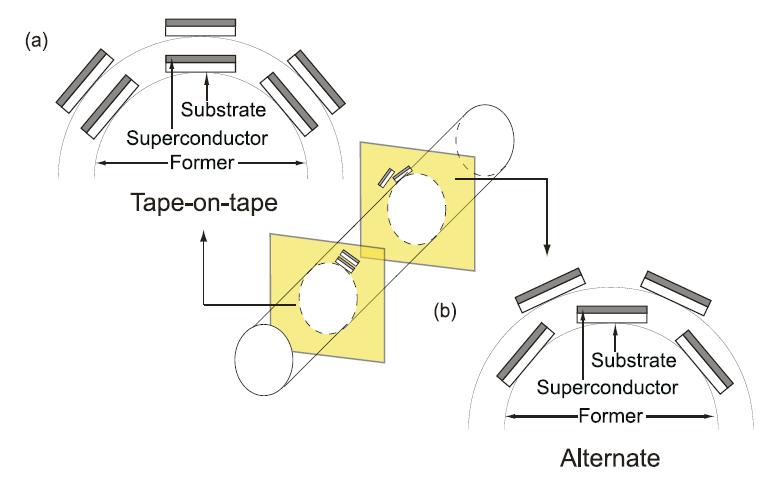 (a)
Substrate
Superconductor
Former
Tape-on-tape
(b)
Substrate
Superconductor
Former
Alternate